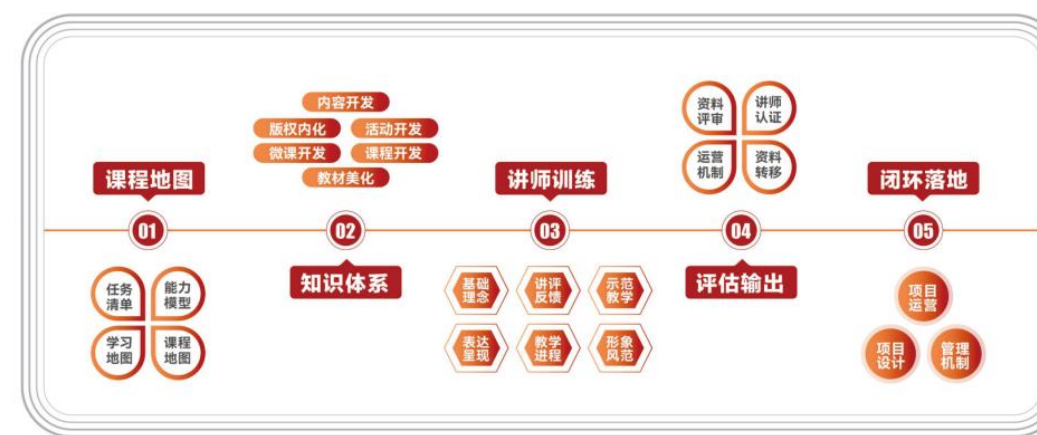 课程地图
01
任务
清单
能力
模型
学习
地图
课程
地图
内容开发
版权内化
活动开发
微课开发
课程开发
教材美化
02
知识体系
讲师训练
03
基础
理念
讲评
反馈
示范
教学
表达
呈现
教学
进程
形象
风范
资料
评审
讲师
认证
运营
机制
资料
转移
04
评估输出
闭环落地
05
项目
运营
项目
设计
管理
机制